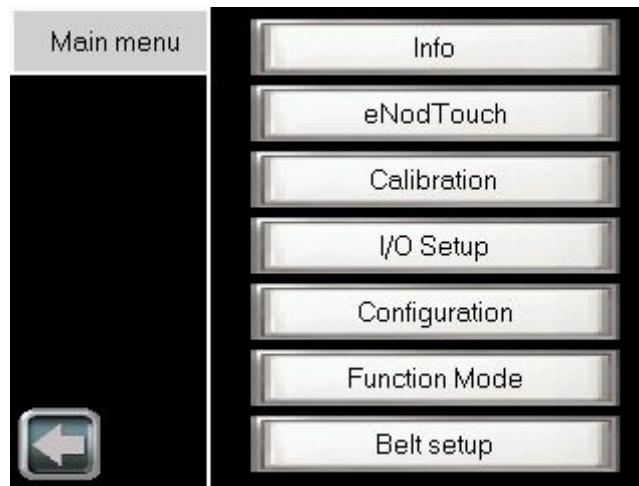 Main menu
Info
eNodTouch
Calibration
I/O Setup
Configuration
Function Mode
Belt setup